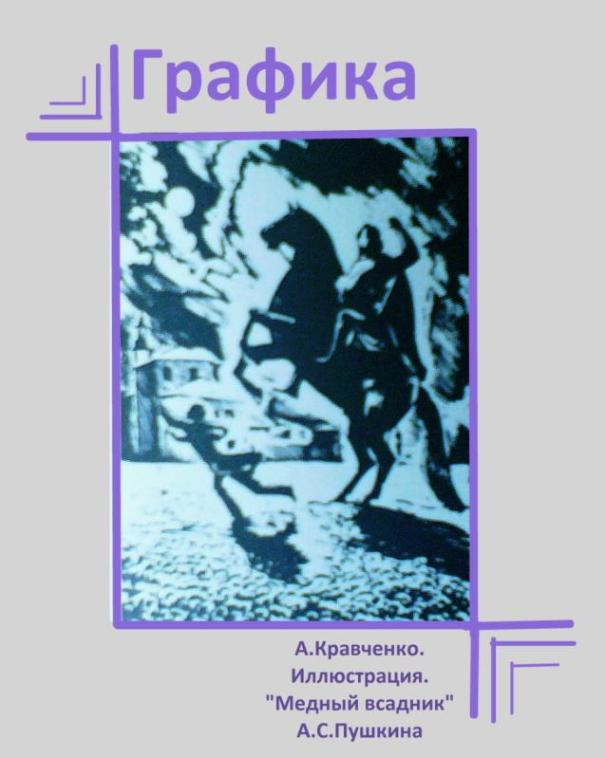 Графика
А.Кравченко.
Иллюстрация.
"Медный всадник"
А.С.Пушкина